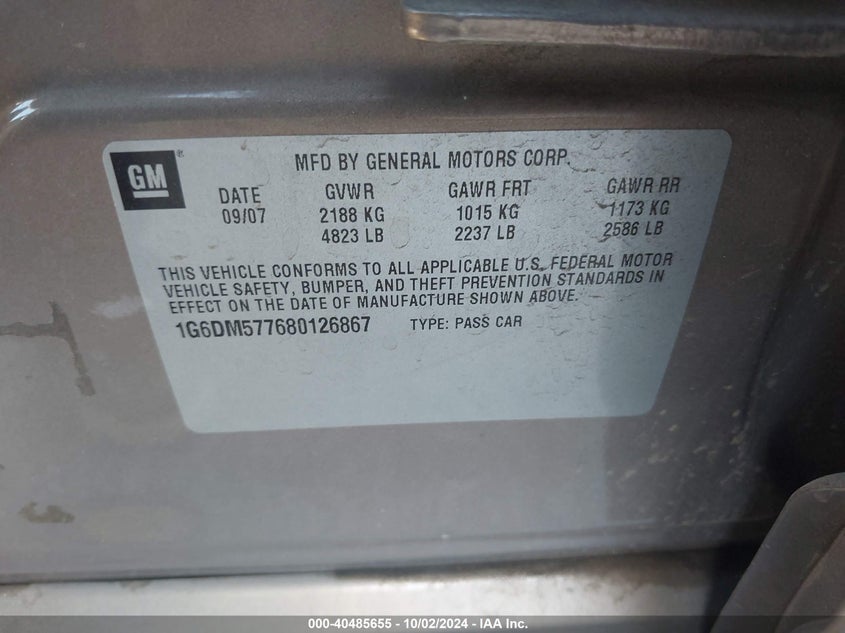 GM®
MFD BY GENERAL MOTORS CORP.
DATE GVWR GAWR FRT GAWR RR
09/07 2188 KG 1015 KG 1173 KG
4823 LB 2237 LB 2586 LB
THIS VEHICLE CONFORMS TO ALL APPLICABLE U.S. FEDERAL MOTOR
VEHICLE SAFETY, BUMPER, AND THEFT PREVENTION STANDARDS IN
EFFECT ON THE DATE OF MANUFACTURE SHOWN ABOVE.
1G6DM577680126867 TYPE: PASS CAR
000-40485655 - 10/02/2024 - IAA Inc.